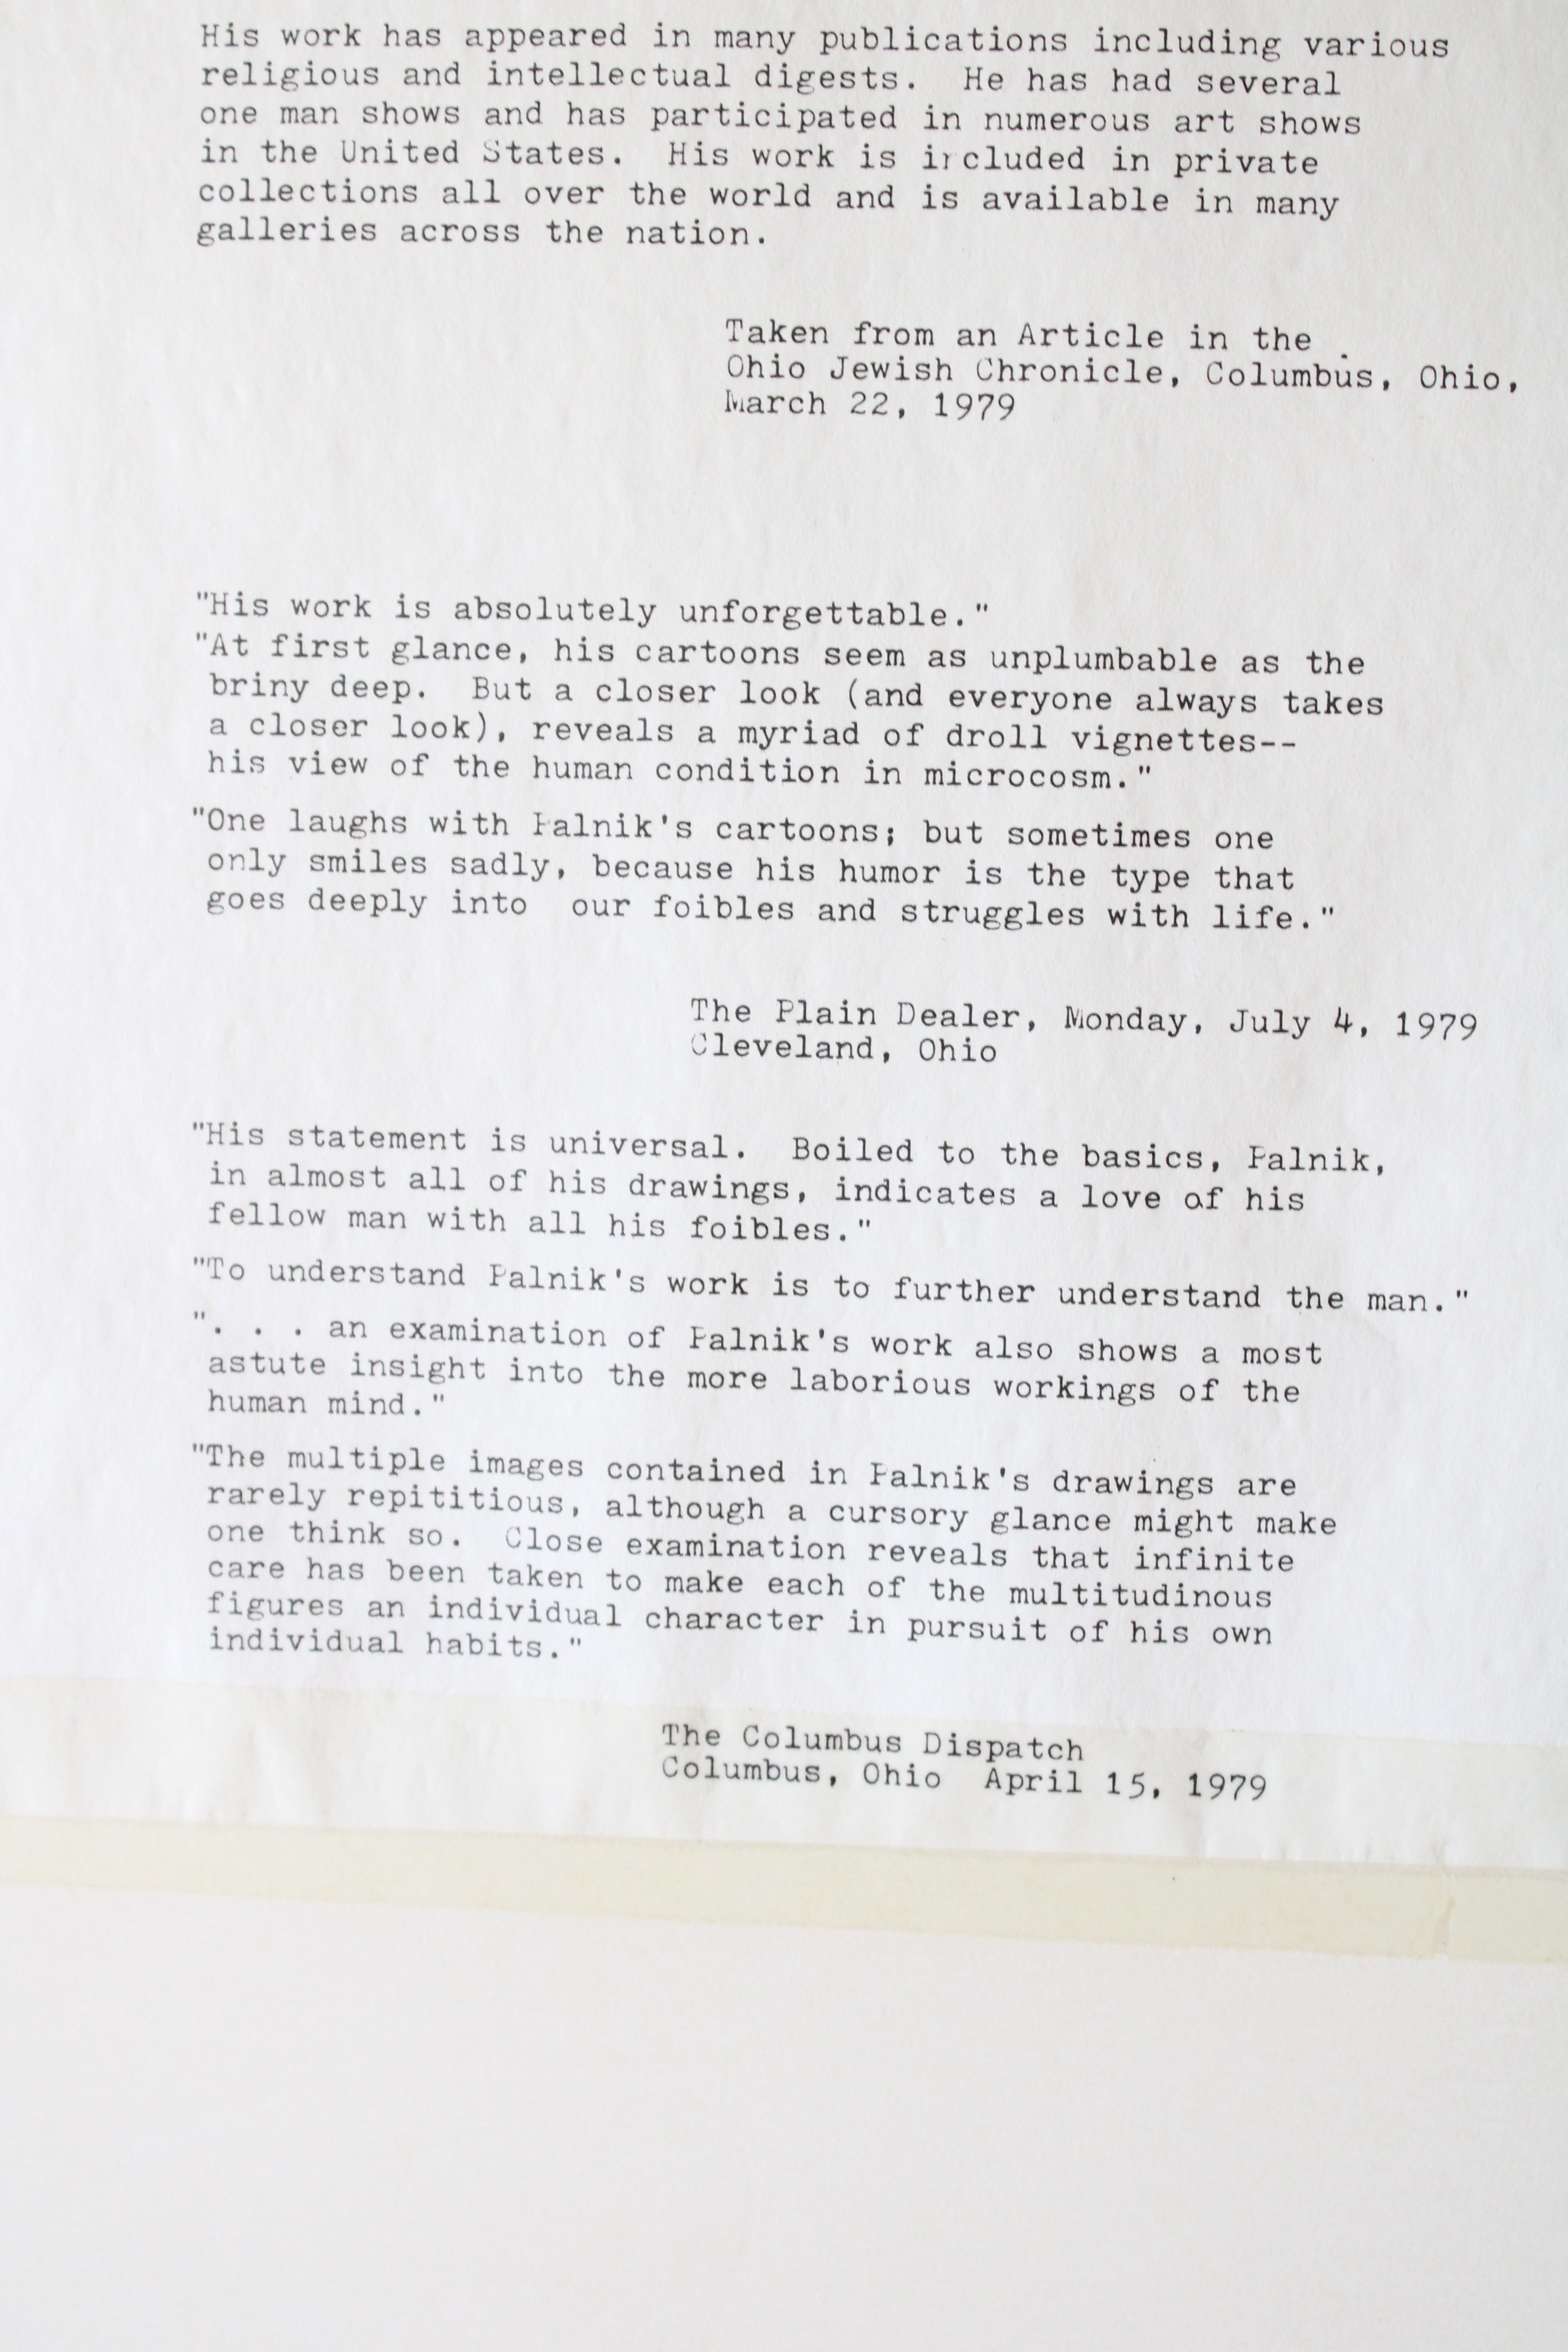 His work has appeared in many publications including various
religious and intellectual digests.  He has had several
one man shows and has participated in numerous art shows
in the United States.  His work is included in private
collections all over the world and is available in many
galleries across the nation.
Taken from an Article in the
Ohio Jewish Chronicle, Columbus, Ohio,
March 22, 1979
"His work is absolutely unforgettable."
"At first glance, his cartoons seem as unplumbable as the
briny deep.  But a closer look (and everyone always takes
a closer look), reveals a myriad of droll vignettes--
his view of the human condition in microcosm."
"One laughs with Palnik's cartoons; but sometimes one
only smiles sadly, because his humor is the type that
goes deeply into  our foibles and struggles with life."
The Plain Dealer, Monday, July 4, 1979
Cleveland, Ohio
"His statement is universal.  Boiled to the basics, Palnik,
in almost all of his drawings, indicates a love of his
fellow man with all his foibles."
"To understand Palnik's work is to further understand the man."
". . . an examination of Palnik's work also shows a most
astute insight into the more laborious workings of the
human mind."
"The multiple images contained in Palnik's drawings are
rarely repititious, although a cursory glance might make
one think so.  Close examination reveals that infinite
care has been taken to make each of the multitudinous
figures an individual character in pursuit of his own
individual habits."
The Columbus Dispatch
Columbus, Ohio  April 15, 1979